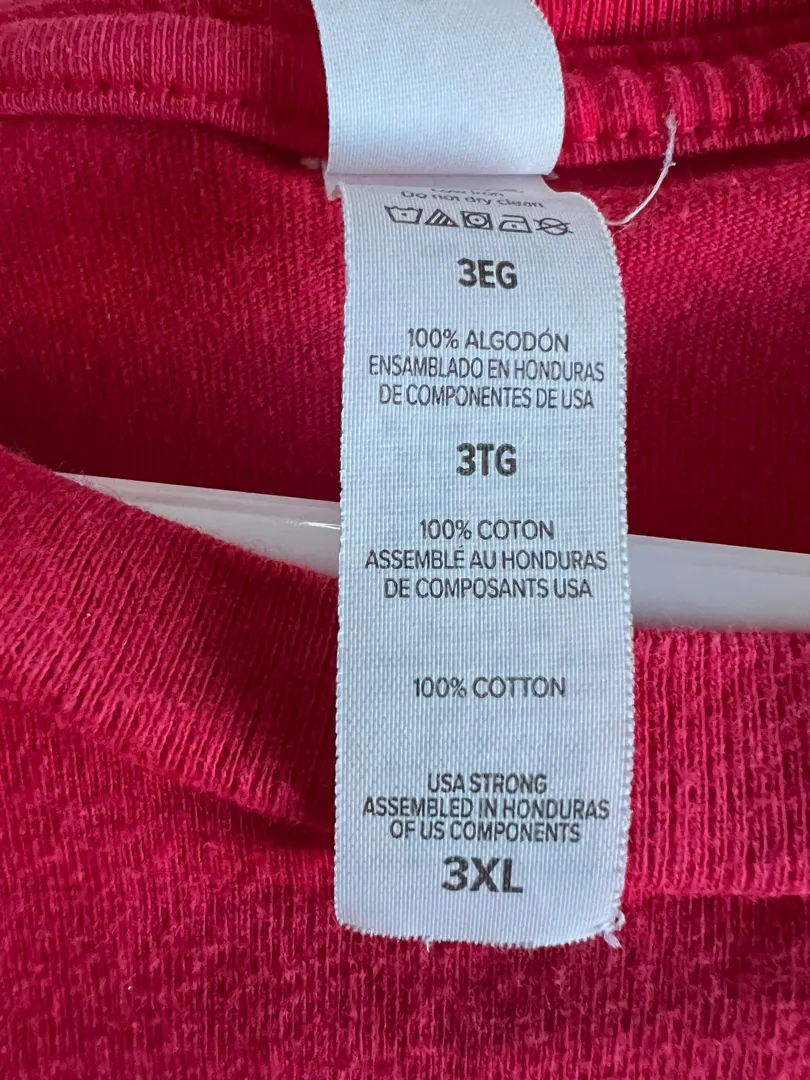 Do not dry clean
3EG
100% ALGODÓN
ENSAMBLADO EN HONDURAS
DE COMPONENTES DE USA
3TG
100% COTON
ASSEMBLÉ AU HONDURAS
DE COMPOSANTS USA
100% COTTON
USA STRONG
ASSEMBLED IN HONDURAS
OF US COMPONENTS
3XL